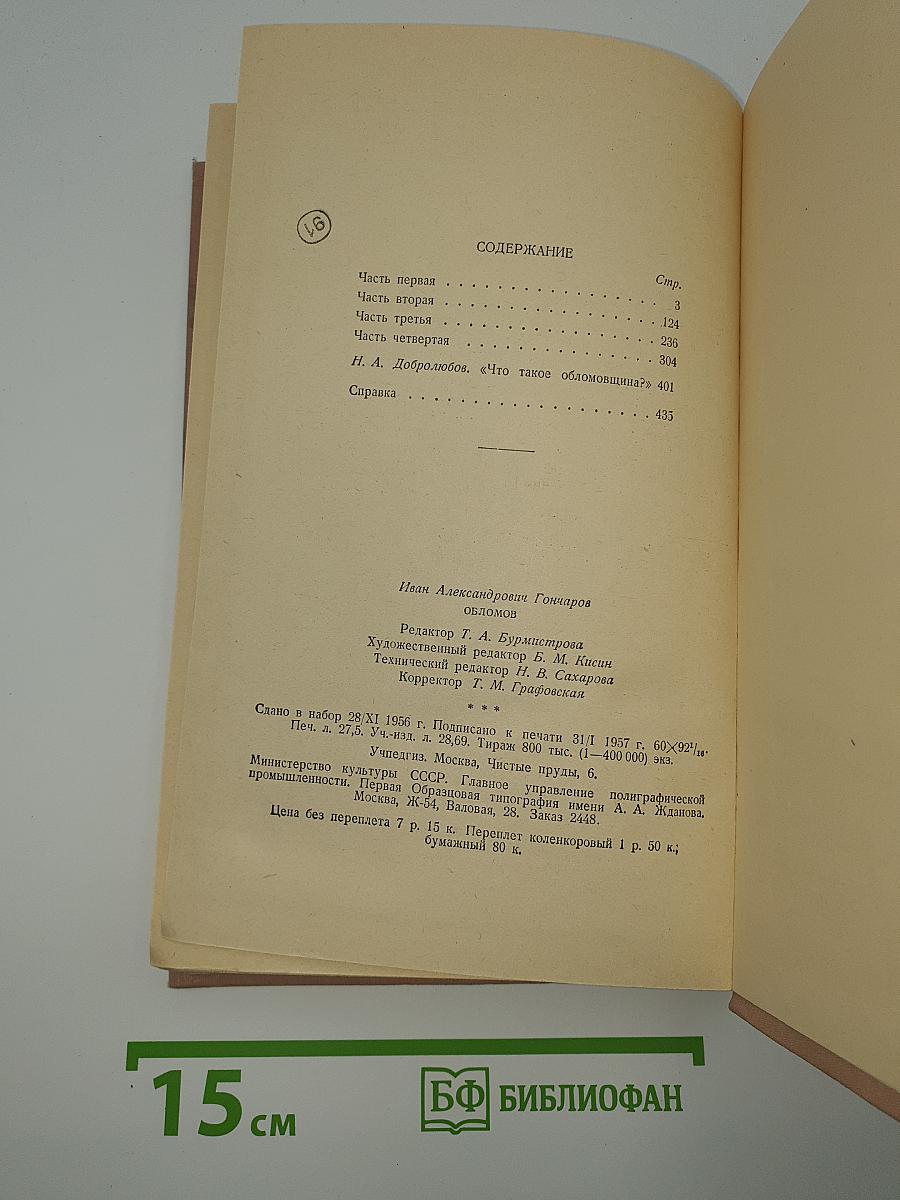 91
СОДЕРЖАНИЕ
Стр.
Часть первая . . . . . . . . . . . . . . . . . 3
Часть вторая . . . . . . . . . . . . . . . . . 124
Часть третья . . . . . . . . . . . . . . . . . 236
Часть четвертая . . . . . . . . . . . . . . . 304
Н. А. Добролюбов. «Что такое обломовщина?» 401
Справка . . . . . . . . . . . . . . . . . . . 435
Иван Александрович Гончаров
ОБЛОМОВ
Редактор Т. А. Бурмистрова
Художественный редактор Б. М. Кисин
Технический редактор Н. В. Сахарова
Корректор Т. М. Графовская
* * *
Сдано в набор 28/XI 1956 г. Подписано к печати 31/I 1957 г. 60×92¹/₁₆.
Печ. л. 27,5. Уч.-изд. л. 28,69. Тираж 800 тыс. (1—400 000) экз.
Учпедгиз. Москва, Чистые пруды, 6.
Министерство культуры СССР. Главное управление полиграфической
промышленности. Первая Образцовая типография имени А. А. Жданова.
Москва, Ж-54, Валовая, 28. Заказ 2448.
Цена без переплета 7 р. 15 к. Переплет коленкоровый 1 р. 50 к.;
бумажный 80 к.
15 см
БФ БИБЛИОФАН